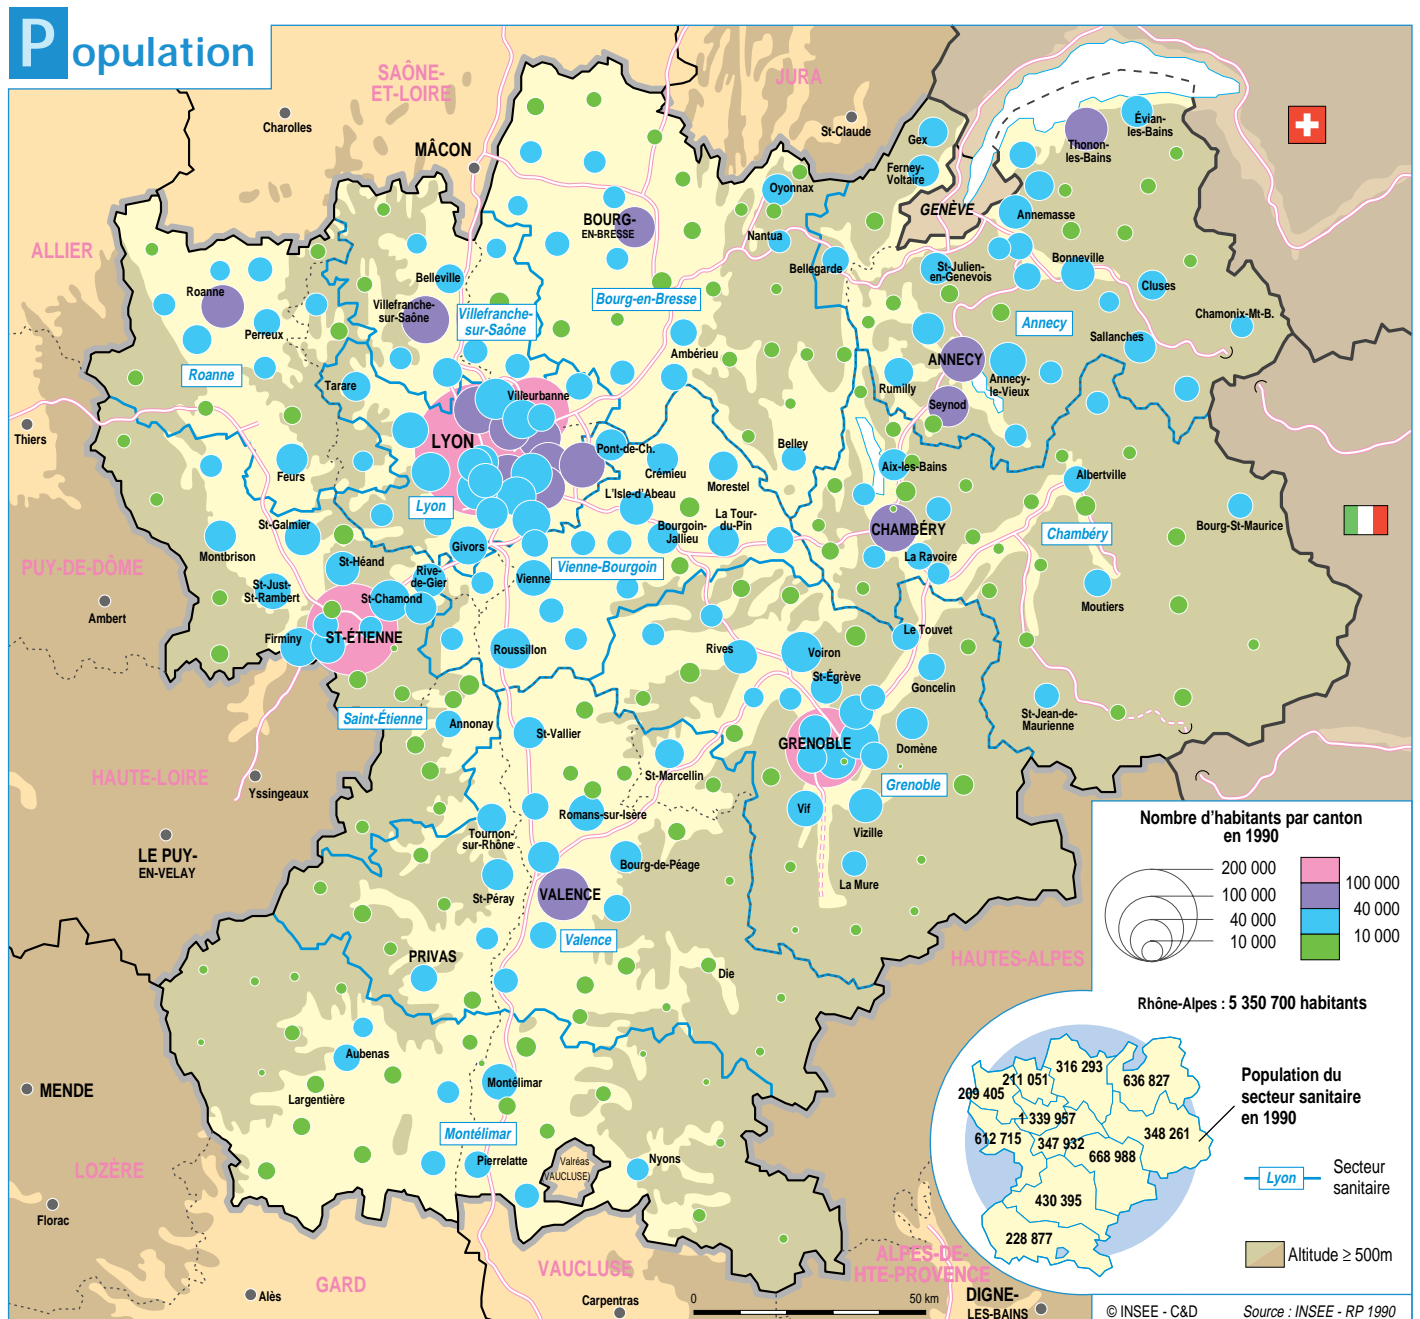 Population
SAÔNE-
ET-LOIRE
JURA
Charolles
St-Claude
MÂCON
Gex
Ferney-
Voltaire
Évian-
les-Bains
Thonon-
les-Bains
Oyonnax
GENÈVE
Annemasse
BOURG-
EN-BRESSE
Nantua
ALLIER
Belleville
Bellegarde
St-Julien-
en-Genevois
Bonneville
Cluses
Roanne
Villefranche-
sur-Saône
Villefranche-
sur-Saône
Bourg-en-Bresse
Annecy
Chamonix-Mt-B.
Perreux
Ambérieu
Sallanches
Roanne
Tarare
ANNECY
Rumilly
Annecy-
le-Vieux
Villeurbanne
Seynod
Thiers
LYON
Pont-de-Ch.
Belley
Aix-les-Bains
Feurs
Crémieu
Morestel
Albertville
L'Isle-d'Abeau
Lyon
La Tour-
du-Pin
Bourg-St-Maurice
St-Galmier
Bourgoin-
Jallieu
CHAMBÉRY
Chambéry
Montbrison
Givors
La Ravoire
PUY-DE-DÔME
St-Héand
Rive-
de-Gier
Vienne-Bourgoin
Vienne
St-Just-
St-Rambert
St-Chamond
Moutiers
Ambert
Firminy
ST-ÉTIENNE
Roussillon
Rives
Voiron
Le Touvet
St-Égrève
Goncelin
St-Jean-de-
Maurienne
Saint-Étienne
Annonay
St-Vallier
GRENOBLE
Domène
HAUTE-LOIRE
Yssingeaux
St-Marcellin
Grenoble
Romans-sur-Isère
Vif
Vizille
Tournon-
sur-Rhône
LE PUY-
EN-VELAY
Bourg-de-Péage
La Mure
St-Péray
VALENCE
Valence
PRIVAS
Die
HAUTES-ALPES
Aubenas
MENDE
Largentière
Montélimar
Montélimar
LOZÈRE
Pierrelatte
Valréas
(VAUCLUSE)
Nyons
Florac
GARD
VAUCLUSE
ALPES-DE-
HTE-PROVENCE
Alès
Carpentras
DIGNE-
LES-BAINS
0 50 km
Nombre d'habitants par canton
en 1990
200 000
100 000
40 000
10 000
100 000
40 000
10 000
Rhône-Alpes : 5 350 700 habitants
316 293
211 051
636 827
209 405
1 339 957
348 261
612 715
347 932
668 988
430 395
228 877
Population du
secteur sanitaire
en 1990
Lyon
Secteur
sanitaire
Altitude ≥ 500m
© INSEE - C&D
Source : INSEE - RP 1990